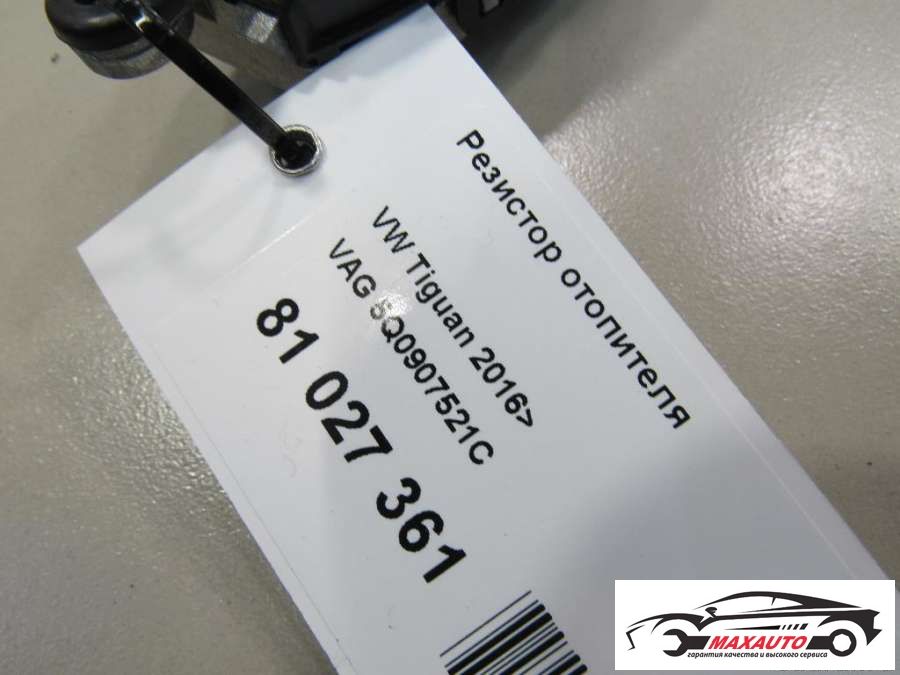 Резистор отопителя
VW Tiguan 2016>
VAG 5Q0907521C
81 027 361
MAXAUTO
гарантия качества и высокого сервиса